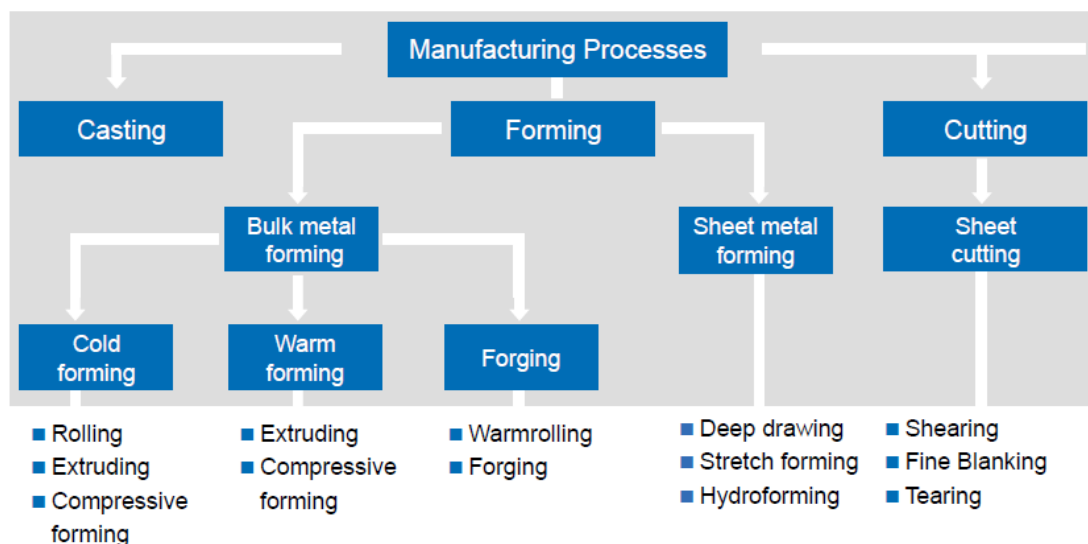 Manufacturing Processes
Casting
Forming
Cutting
Bulk metal
forming
Sheet metal
forming
Sheet
cutting
Cold
forming
Warm
forming
Forging
Rolling
Extruding
Compressive
forming
Extruding
Compressive
forming
Warmrolling
Forging
Deep drawing
Stretch forming
Hydroforming
Shearing
Fine Blanking
Tearing